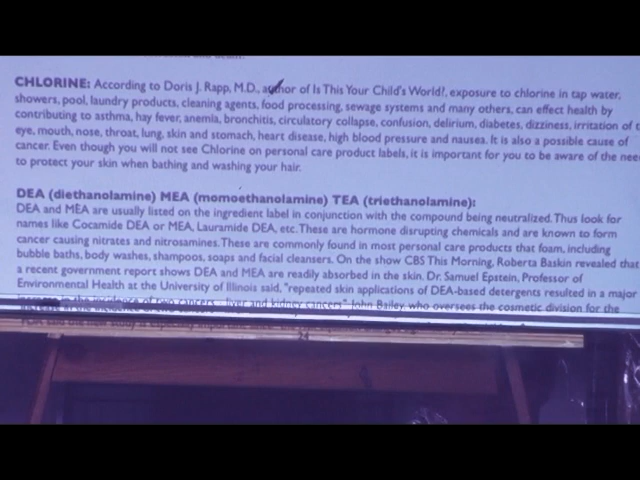 CHLORINE: According to Doris J. Rapp, M.D., author of Is This Your Child's World?, exposure to chlorine in tap water,
showers, pool, laundry products, cleaning agents, food processing, sewage systems and many others, can effect health by
contributing to asthma, hay fever, anemia, bronchitis, circulatory collapse, confusion, delirium, diabetes, dizziness, irritation of t
eye, mouth, nose, throat, lung, skin and stomach, heart disease, high blood pressure and nausea. It is also a possible cause of
cancer. Even though you will not see Chlorine on personal care product labels, it is important for you to be aware of the nee
to protect your skin when bathing and washing your hair.
DEA (diethanolamine) MEA (momoethanolamine) TEA (triethanolamine):
DEA and MEA are usually listed on the ingredient label in conjunction with the compound being neutralized. Thus look for
names like Cocamide DEA or MEA, Lauramide DEA, etc. These are hormone disrupting chemicals and are known to form
cancer causing nitrates and nitrosamines. These are commonly found in most personal care products that foam, including
bubble baths, body washes, shampoos, soaps and facial cleansers. On the show CBS This Morning, Roberta Baskin revealed that
a recent government report shows DEA and MEA are readily absorbed in the skin. Dr. Samuel Epstein, Professor of
Environmental Health at the University of Illinois said, "repeated skin applications of DEA-based detergents resulted in a major
increase in the incidence of two cancers - liver and kidney cancers". John Bailey, who oversees the cosmetic division for the
24